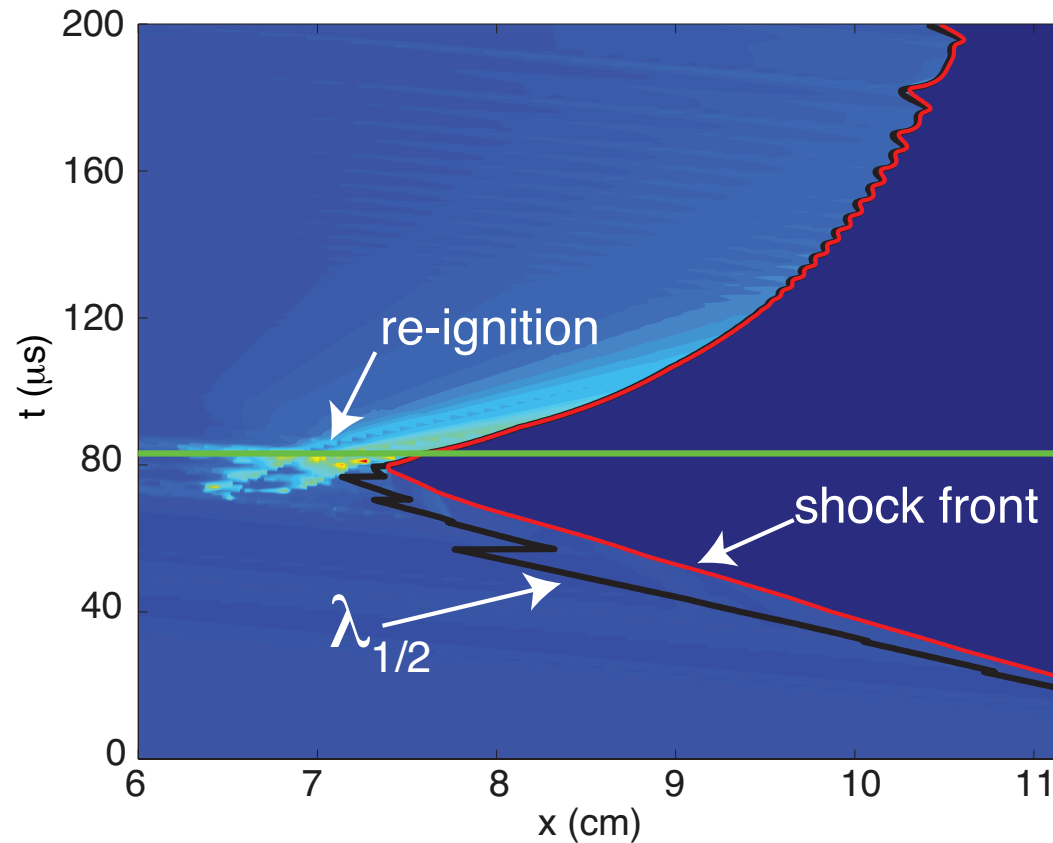 200
160
120
80
40
0
t (μs)
re-ignition
shock front
λ1/2
6 7 8 9 10 11
x (cm)